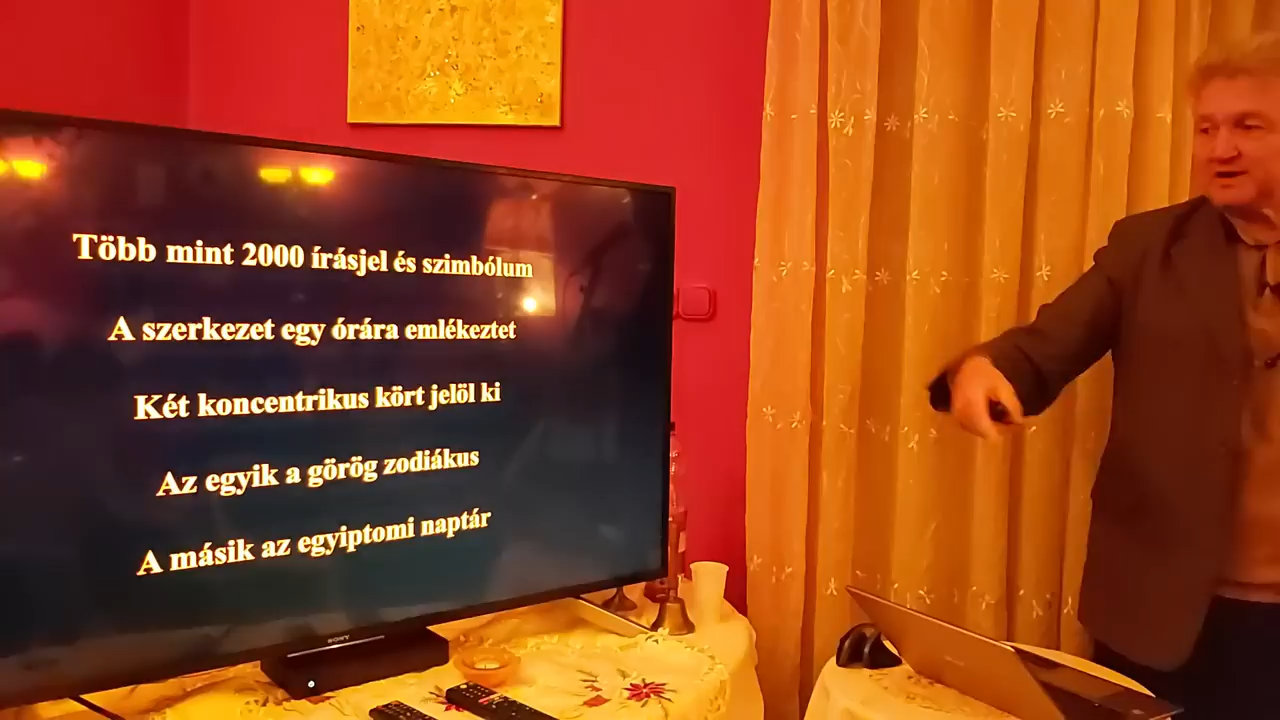 Több mint 2000 írásjel és szimbólum
A szerkezet egy órára emlékeztet
Két koncentrikus kört jelöl ki
Az egyik a görög zodiákus
A másik az egyiptomi naptár
SONY